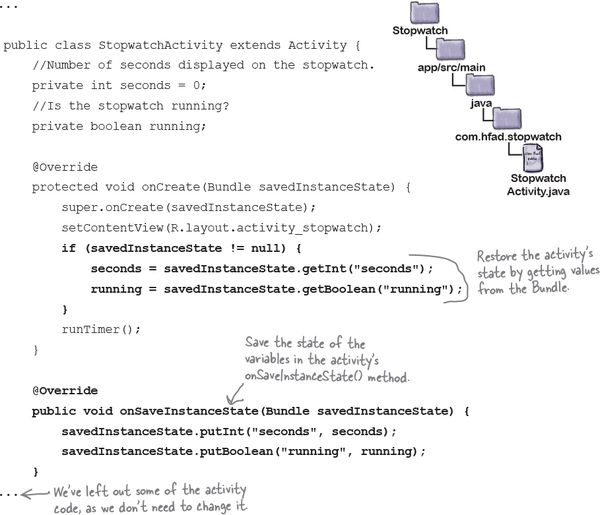 ...
public class StopwatchActivity extends Activity {
//Number of seconds displayed on the stopwatch.
private int seconds = 0;
//Is the stopwatch running?
private boolean running;
Stopwatch
app/src/main
java
com.hfad.stopwatch
Stopwatch
Activity.java
@Override
protected void onCreate(Bundle savedInstanceState) {
super.onCreate(savedInstanceState);
setContentView(R.layout.activity_stopwatch);
if (savedInstanceState != null) {
seconds = savedInstanceState.getInt("seconds");
running = savedInstanceState.getBoolean("running");
}
runTimer();
}
Restore the activity's
state by getting values
from the Bundle.
Save the state of the
variables in the activity's
onSaveInstanceState() method.
@Override
public void onSaveInstanceState(Bundle savedInstanceState) {
savedInstanceState.putInt("seconds", seconds);
savedInstanceState.putBoolean("running", running);
}
...
We've left out some of the activity
code, as we don't need to change it.